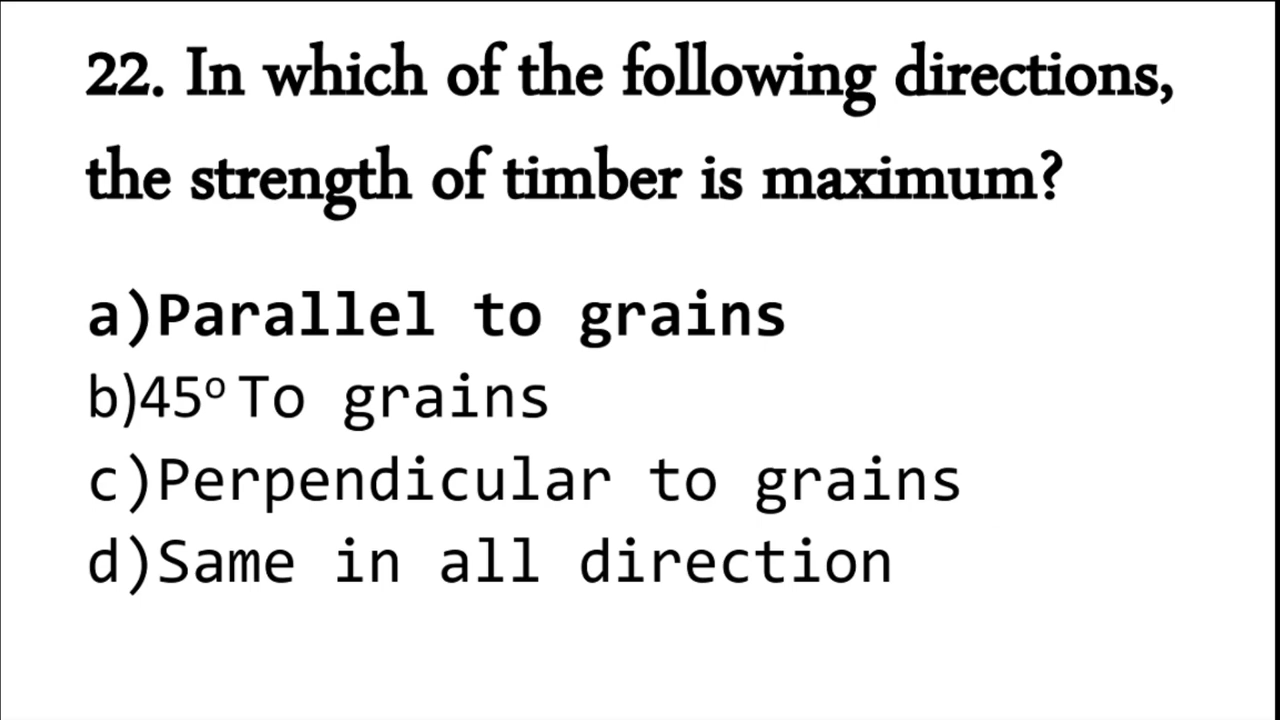 22. In which of the following directions,
the strength of timber is maximum?
a)Parallel to grains
b)45º To grains
c)Perpendicular to grains
d)Same in all direction